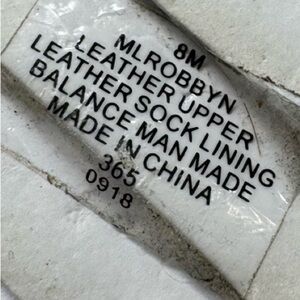 8M
MLROBBYN
LEATHER UPPER
LEATHER SOCK LINING
BALANCE MAN MADE
MADE IN CHINA
365
0918